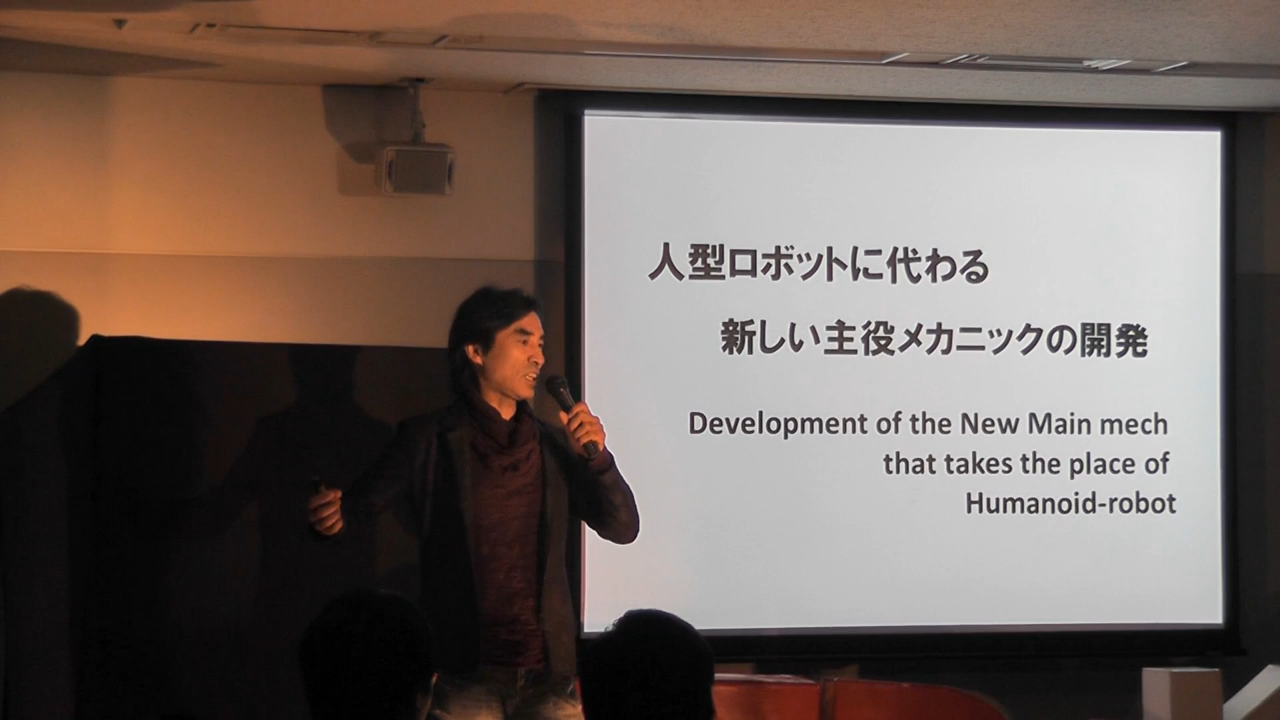 人型ロボットに代わる
新しい主役メカニックの開発
Development of the New Main mech
that takes the place of
Humanoid-robot